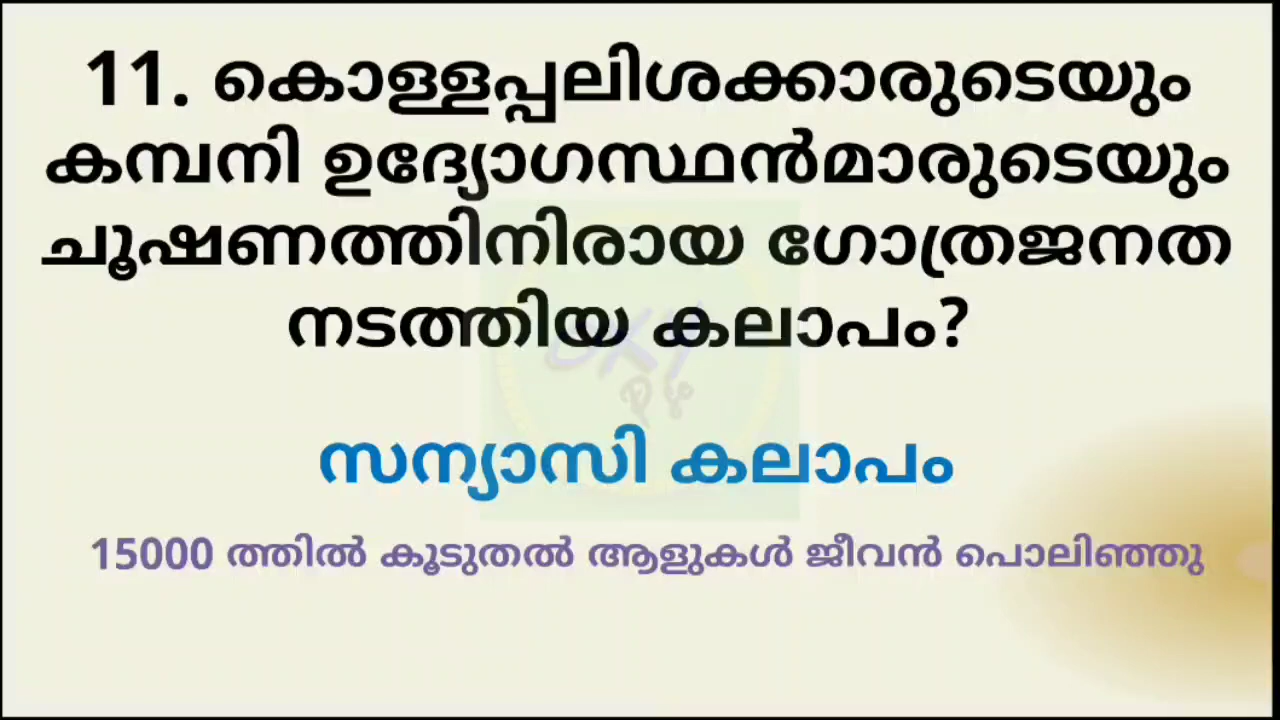 11. കൊള്ളപ്പലിശക്കാരുടെയും
കമ്പനി ഉദ്യോഗസ്ഥൻമാരുടെയും
ചൂഷണത്തിനിരായ ഗോത്രജനത
നടത്തിയ കലാപം?
സന്യാസി കലാപം
15000 ത്തിൽ കൂടുതൽ ആളുകൾ ജീവൻ പൊലിഞ്ഞു